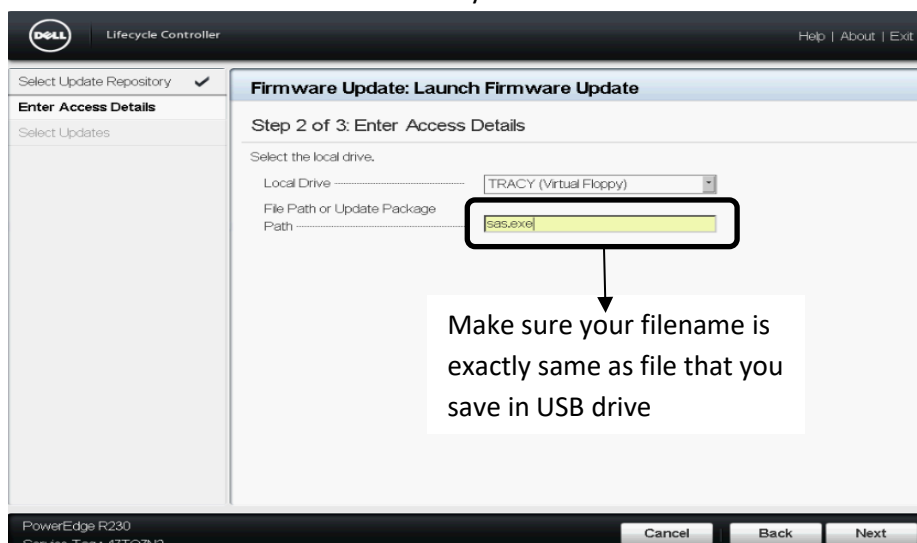 DELL
Lifecycle Controller
Help | About | Exit
Select Update Repository
Enter Access Details
Select Updates
Firmware Update: Launch Firmware Update
Step 2 of 3: Enter Access Details
Select the local drive.
Local Drive
TRACY (Virtual Floppy)
File Path or Update Package
Path
sas.exe
Make sure your filename is
exactly same as file that you
save in USB drive
PowerEdge R230
Cancel
Back
Next